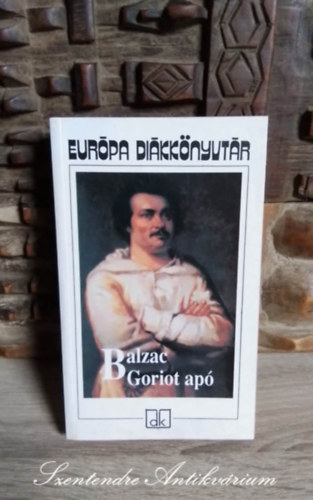 EURÓPA DIÁKKÖNYVTÁR
Balzac
Goriot apó
dk
Szentendre Antikvárium